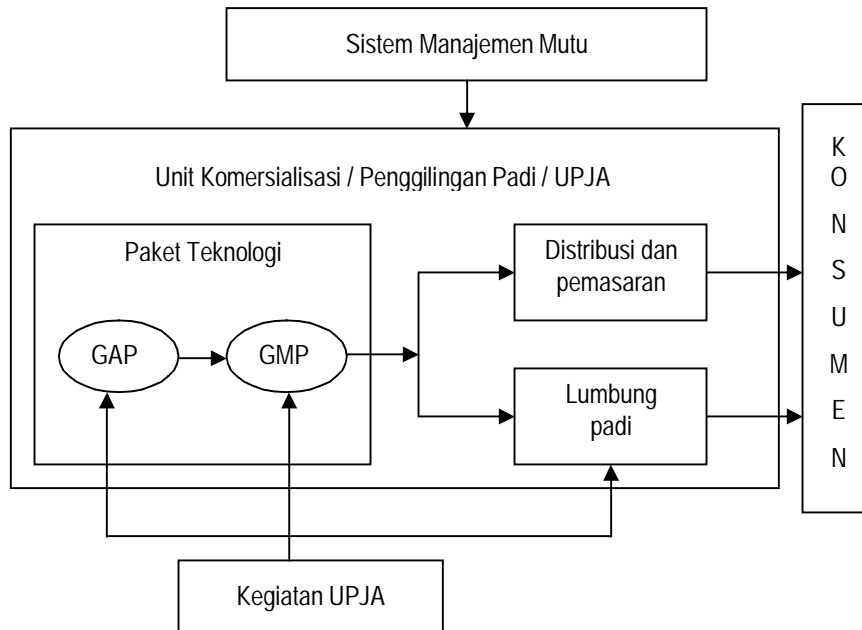 Sistem Manajemen Mutu
Unit Komersialisasi / Penggilingan Padi / UPJA
Paket Teknologi
GAP
GMP
Distribusi dan
pemasaran
Lumbung
padi
K
O
N
S
U
M
E
N
Kegiatan UPJA